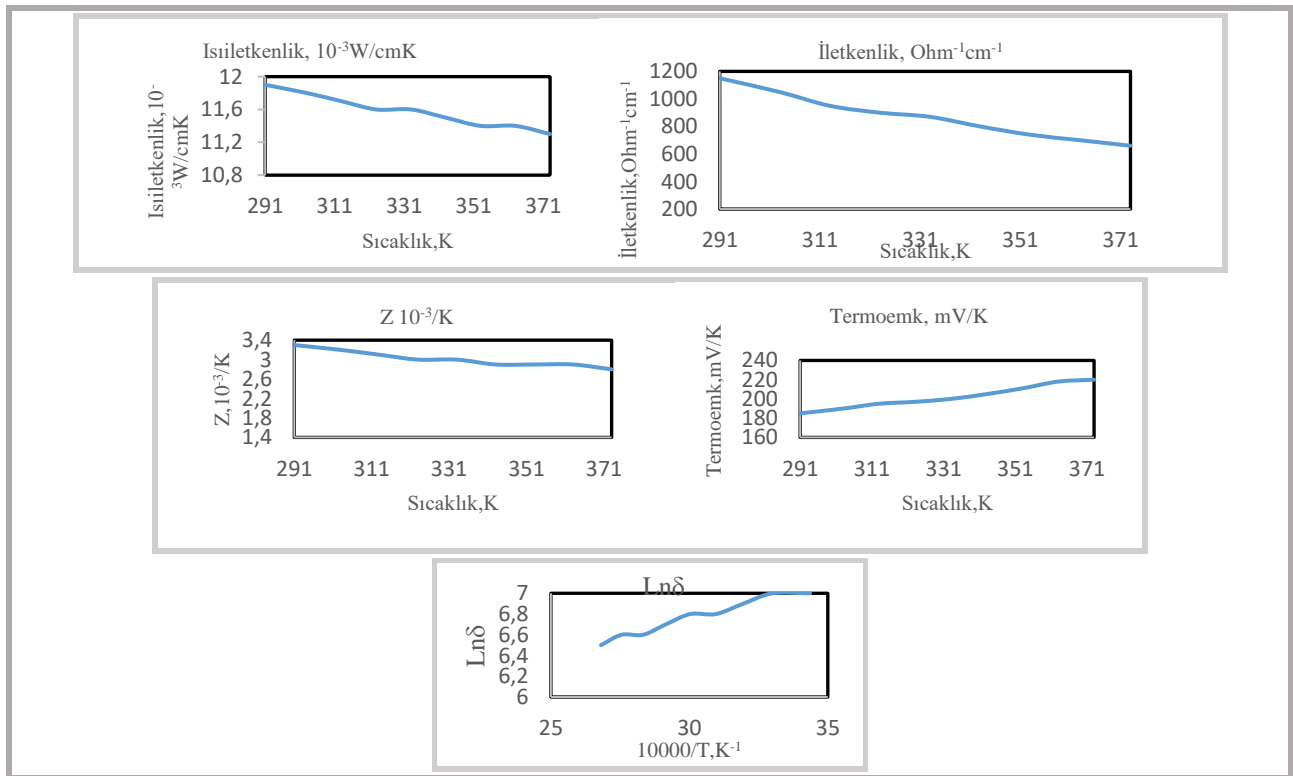 Isıiletkenlik, 10⁻³W/cmK
Isıiletkenlik,10⁻
³W/cmK
12
11,6
11,2
10,8
291 311 331 351 371
Sıcaklık,K
İletkenlik, Ohm⁻¹cm⁻¹
İletkenlik,Ohm⁻¹cm⁻¹
1200
1000
800
600
400
200
291 311 331 351 371
Sıcaklık,K
Z 10⁻³/K
Z,10⁻³/K
3,4
3
2,6
2,2
1,8
1,4
291 311 331 351 371
Sıcaklık,K
Termoemk, mV/K
Termoemk,mV/K
240
220
200
180
160
291 311 331 351 371
Sıcaklık,K
Lnδ
Lnδ
7
6,8
6,6
6,4
6,2
6
25 30 35
10000/T,K⁻¹